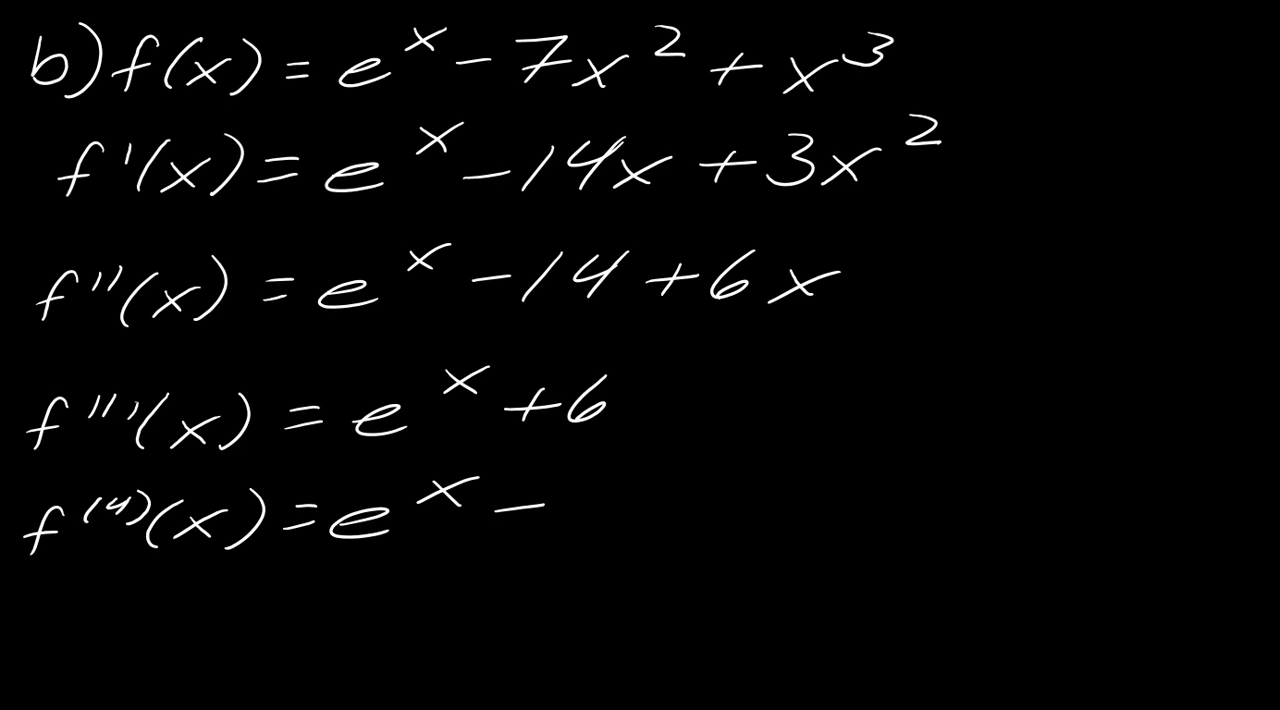 b) f(x) = e^x - 7x^2 + x^3
f'(x) = e^x - 14x + 3x^2
f''(x) = e^x - 14 + 6x
f'''(x) = e^x + 6
f^(4)(x) = e^x -